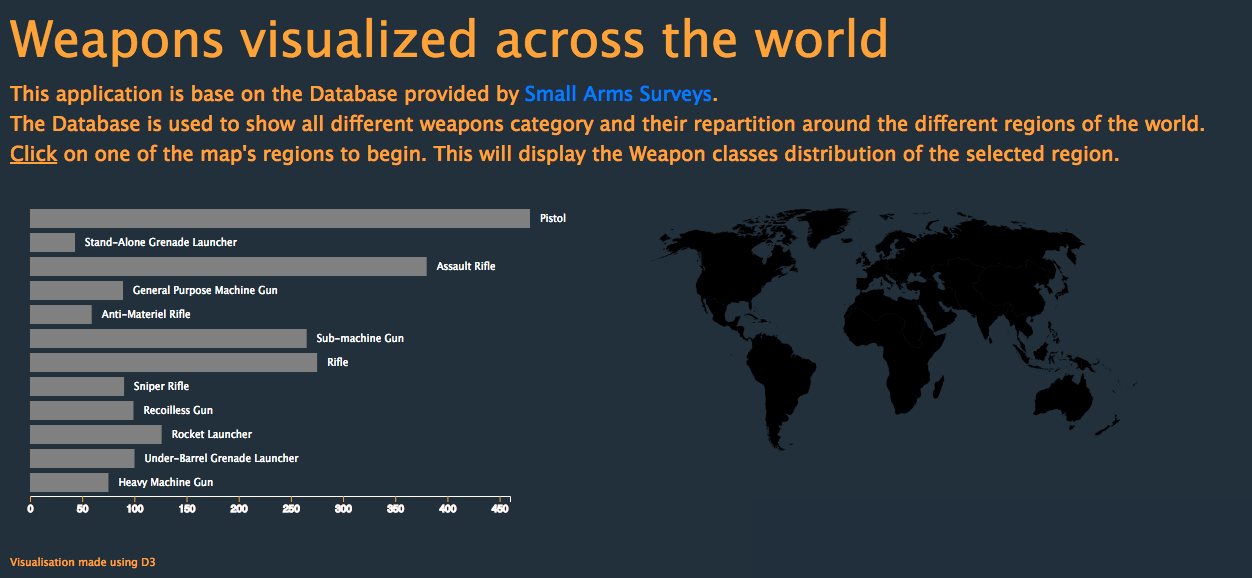 Weapons visualized across the world
This application is base on the Database provided by Small Arms Surveys.
The Database is used to show all different weapons category and their repartition around the different regions of the world.
Click on one of the map's regions to begin. This will display the Weapon classes distribution of the selected region.
Pistol
Stand-Alone Grenade Launcher
Assault Rifle
General Purpose Machine Gun
Anti-Materiel Rifle
Sub-machine Gun
Rifle
Sniper Rifle
Recoilless Gun
Rocket Launcher
Under-Barrel Grenade Launcher
Heavy Machine Gun
0 50 100 150 200 250 300 350 400 450
Visualisation made using D3